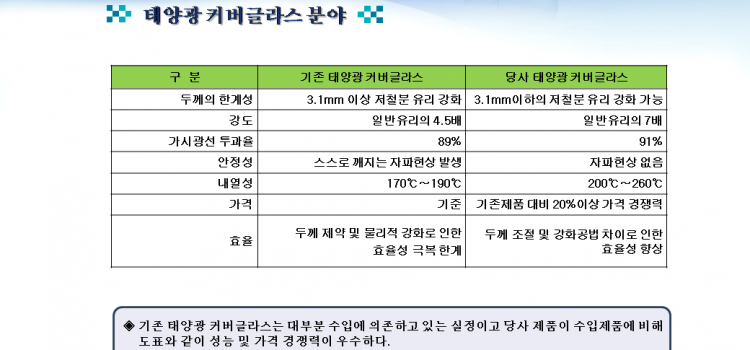 태양광 커버글라스 분야
구 분 기존 태양광 커버글라스 당사 태양광 커버글라스
두께의 한계성 3.1mm 이상 저철분 유리 강화 3.1mm이하의 저철분 유리 강화 가능
강도 일반유리의 4.5배 일반유리의 7배
가시광선 투과율 89% 91%
안정성 스스로 깨지는 자파현상 발생 자파현상 없음
내열성 170℃~190℃ 200℃~260℃
가격 기준 기존제품 대비 20%이상 가격 경쟁력
효율 두께 제약 및 물리적 강화로 인한 효율성 극복 한계 두께 조절 및 강화공법 차이로 인한 효율성 향상
◈ 기존 태양광 커버글라스는 대부분 수입에 의존하고 있는 실정이고 당사 제품이 수입제품에 비해
도표와 같이 성능 및 가격 경쟁력이 우수하다.